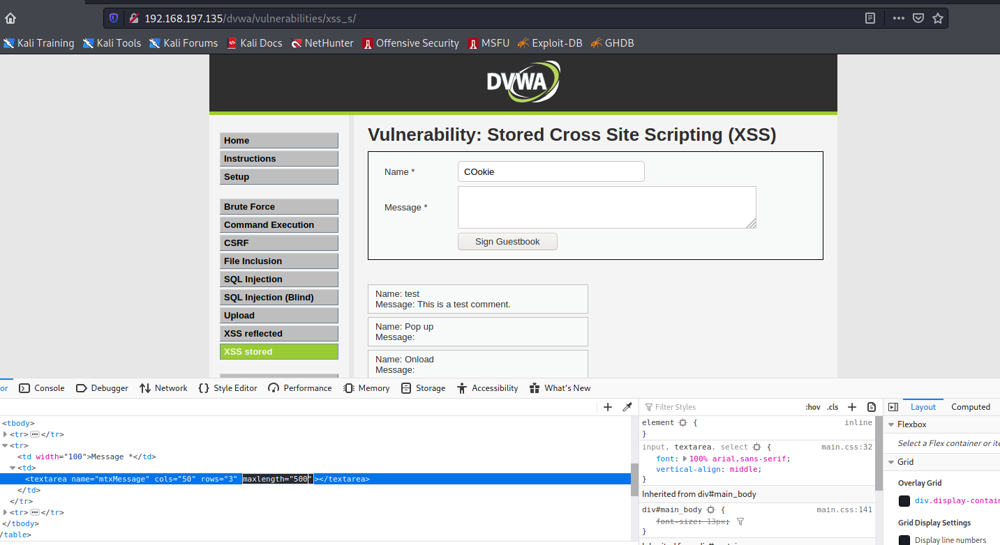 192.168.197.135/dvwa/vulnerabilities/xss_s/
Kali Training Kali Tools Kali Forums Kali Docs NetHunter Offensive Security MSFU Exploit-DB GHDB
DVWA
Home
Instructions
Setup
Brute Force
Command Execution
CSRF
File Inclusion
SQL Injection
SQL Injection (Blind)
Upload
XSS reflected
XSS stored
Vulnerability: Stored Cross Site Scripting (XSS)
Name * COokie
Message *
Sign Guestbook
Name: test
Message: This is a test comment.
Name: Pop up
Message:
Name: Onload
Message:
or Console Debugger Network Style Editor Performance Memory Storage Accessibility What's New
<tbody>
<tr> ••• </tr>
<tr>
<td width="100">Message *</td>
<td>
<textarea name="mtxMessage" cols="50" rows="3" maxlength="500"></textarea>
</td>
</tr>
<tr> ••• </tr>
</tbody>
/table>
Filter Styles :hov .cls +
element { inline
}
input, textarea, select { main.css:32
font: 100% arial,sans-serif;
vertical-align: middle;
}
Inherited from div#main_body
div#main_body { main.css:141
font-size: 13px;
}
Layout Computed
Flexbox
Select a Flex container or ite
Grid
Overlay Grid
div.display-contain
Grid Display Settings
Display line numbers